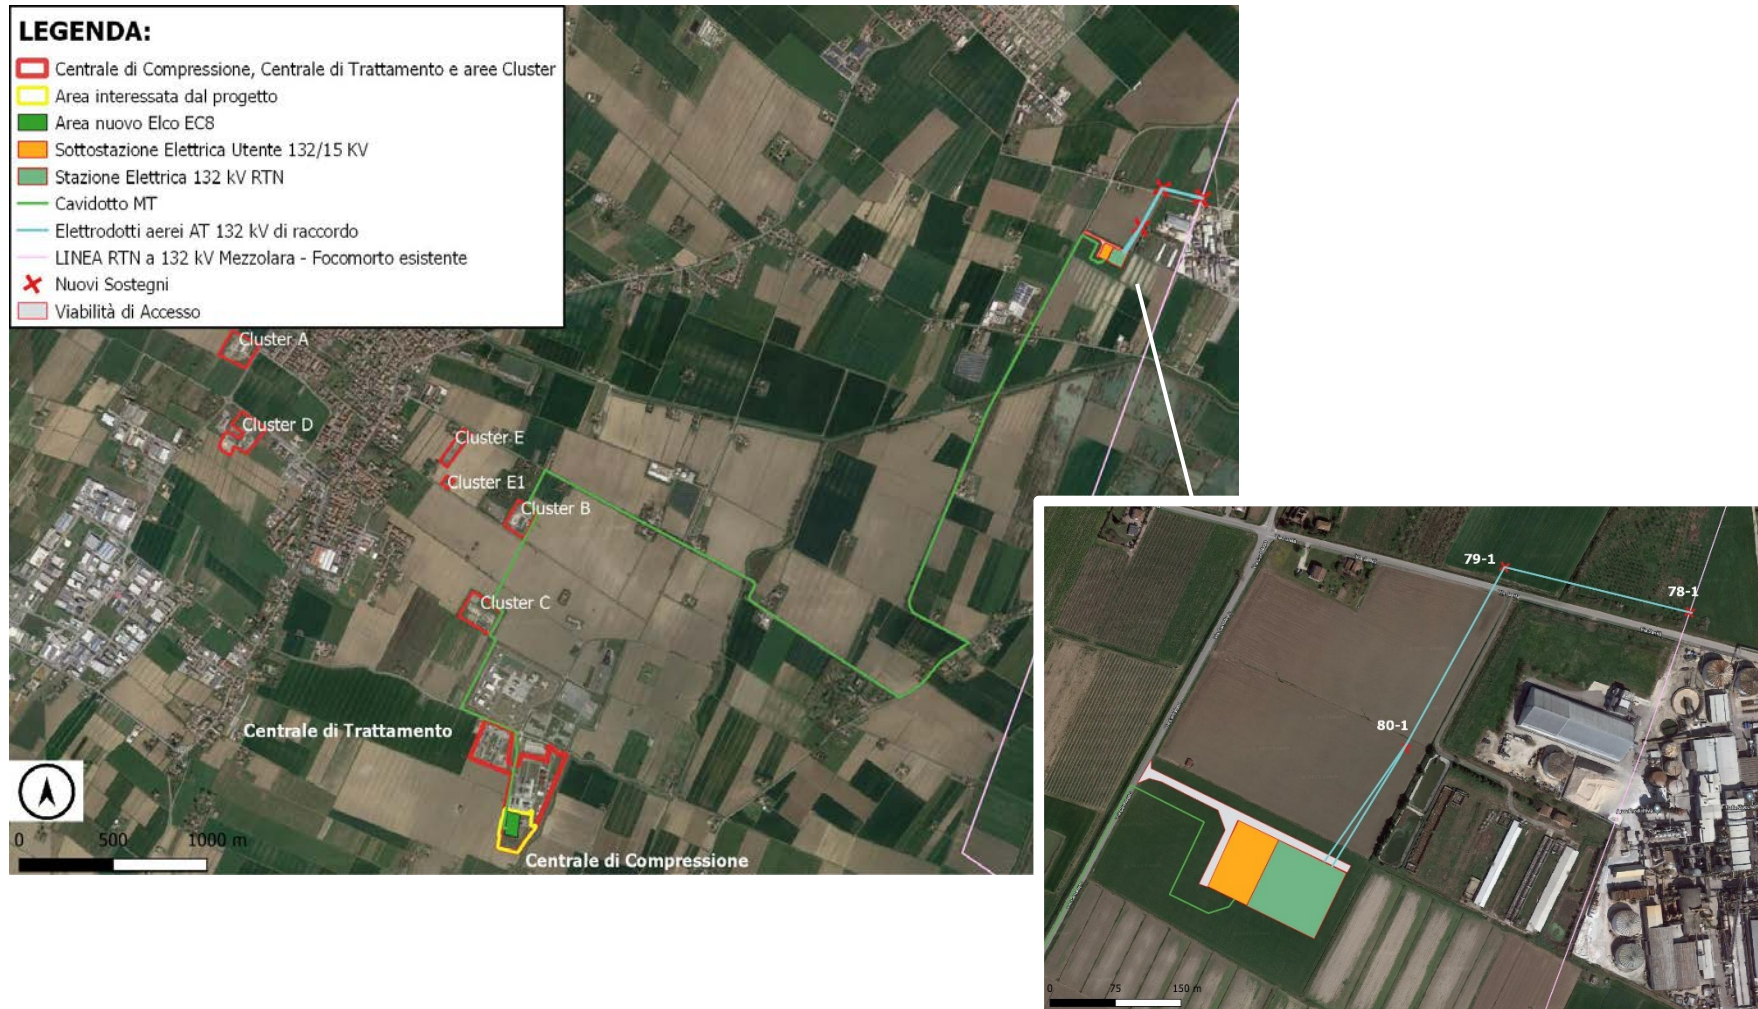 LEGENDA:
Centrale di Compressione, Centrale di Trattamento e aree Cluster
Area interessata dal progetto
Area nuovo Elco EC8
Sottostazione Elettrica Utente 132/15 KV
Stazione Elettrica 132 kV RTN
Cavidotto MT
Elettrodotti aerei AT 132 kV di raccordo
LINEA RTN a 132 kV Mezzolara - Focomorto esistente
Nuovi Sostegni
Viabilità di Accesso
Cluster A
Cluster D
Cluster E
Cluster E1
Cluster B
Cluster C
Centrale di Trattamento
Centrale di Compressione
0 500 1000 m
79-1
78-1
80-1
0 75 150 m